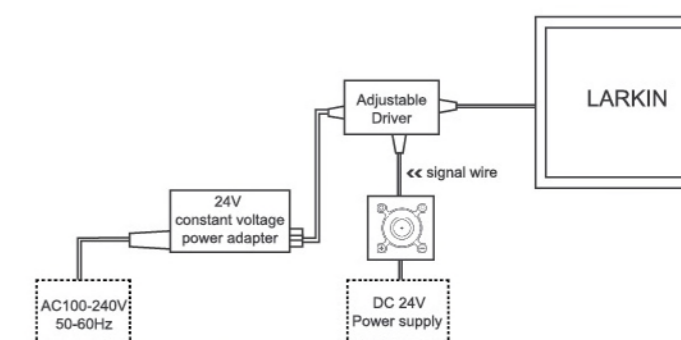 LARKIN
Adjustable
Driver
<< signal wire
24V
constant voltage
power adapter
AC100-240V
50-60Hz
DC 24V
Power supply